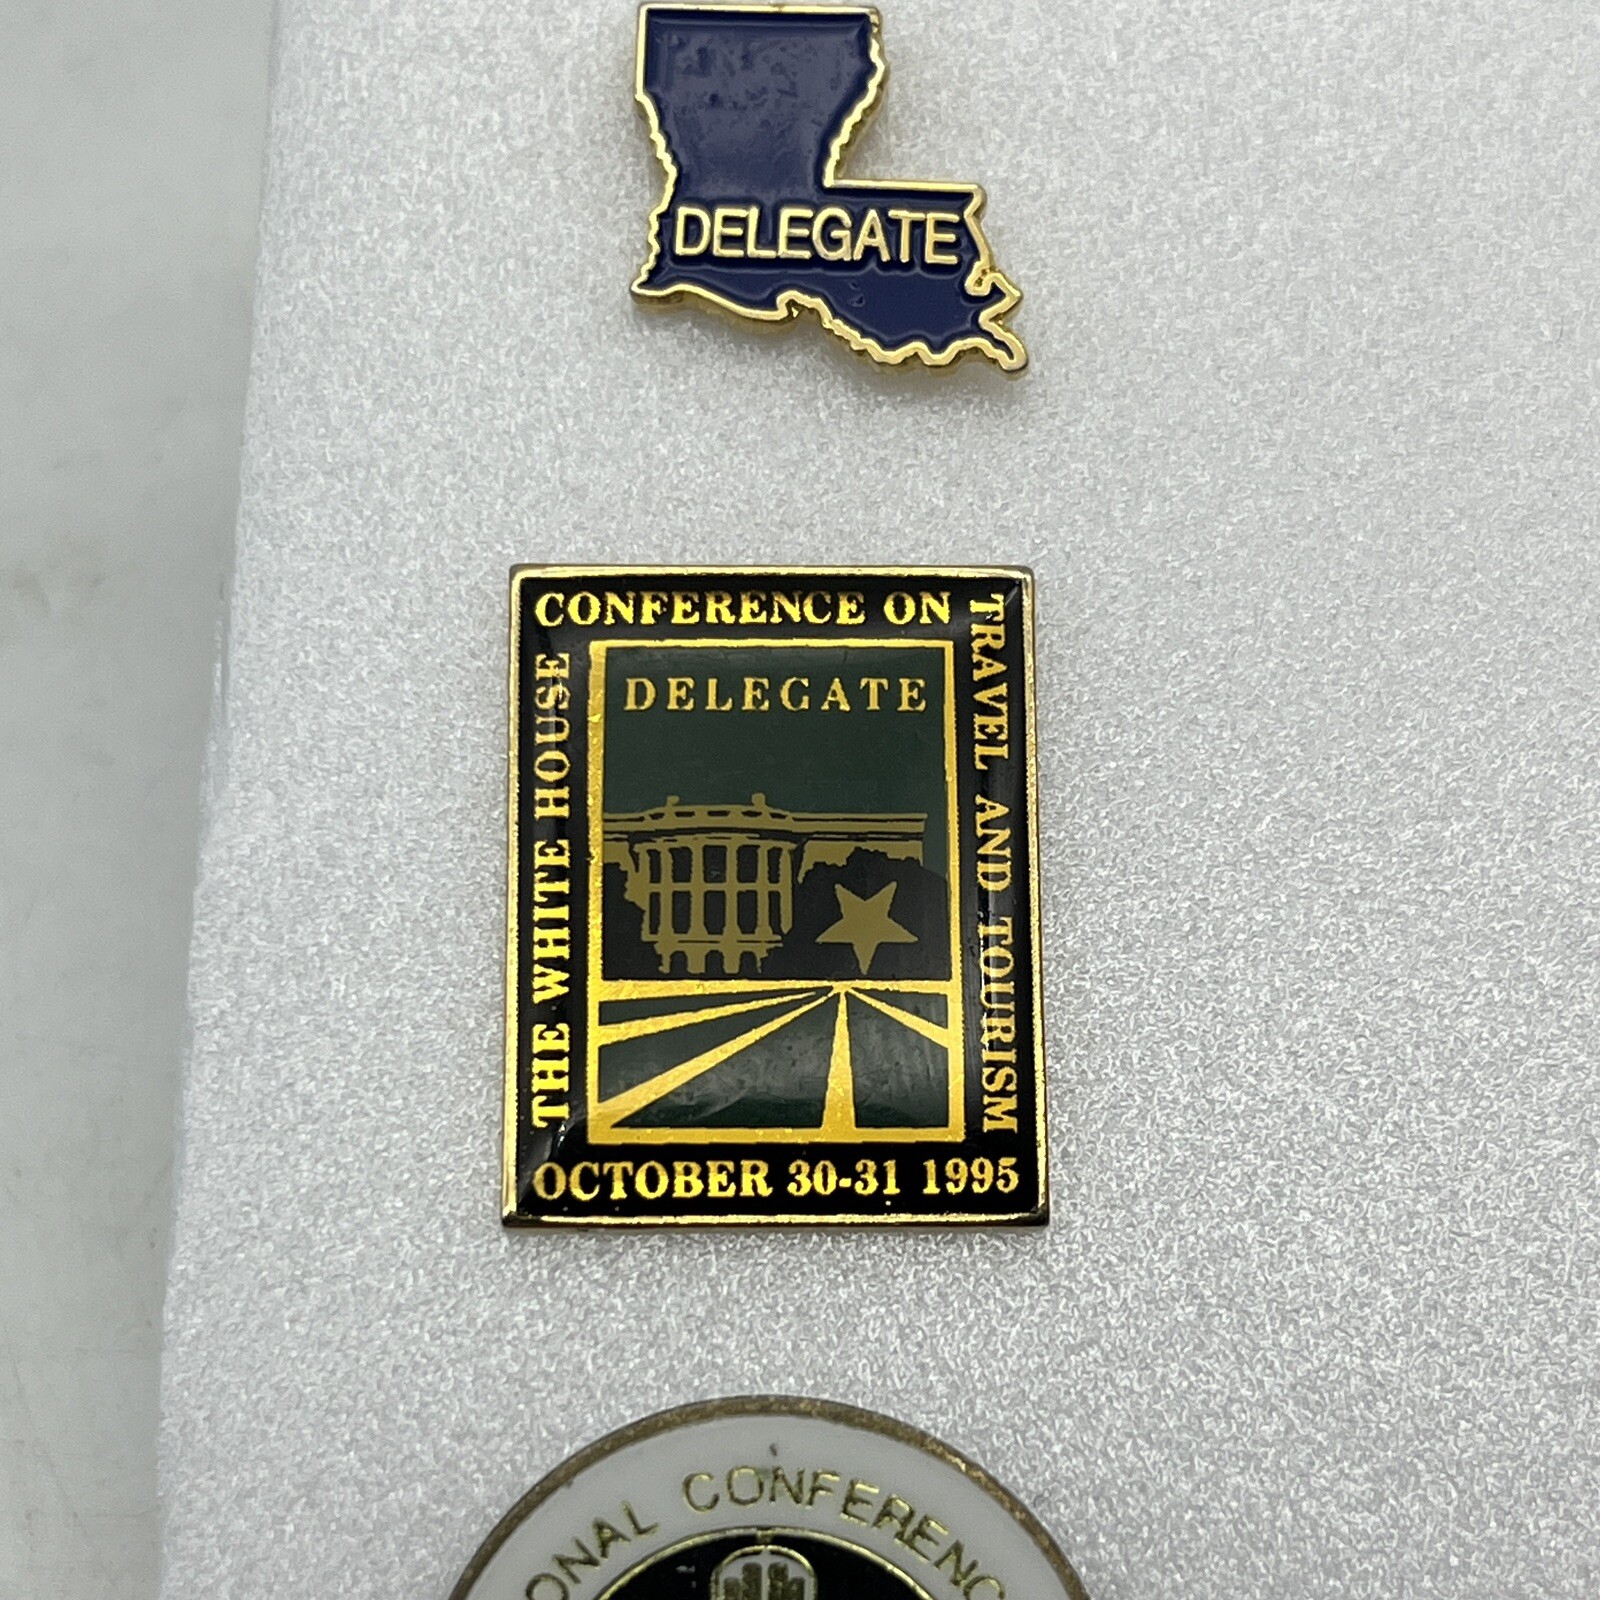 DELEGATE
THE WHITE HOUSE
CONFERENCE ON
TRAVEL AND TOURISM
DELEGATE
OCTOBER 30-31 1995
CONFERENC